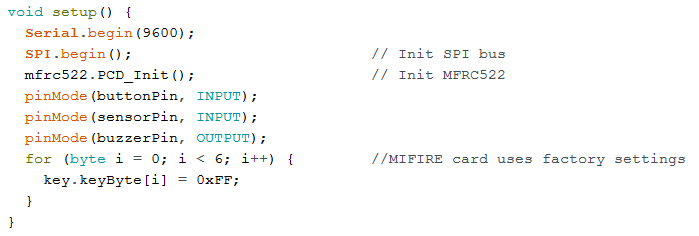 void setup() {
  Serial.begin(9600);
  SPI.begin();                           // Init SPI bus
  mfrc522.PCD_Init();                    // Init MFRC522
  pinMode(buttonPin, INPUT);
  pinMode(sensorPin, INPUT);
  pinMode(buzzerPin, OUTPUT);
  for (byte i = 0; i < 6; i++) {         //MIFIRE card uses factory settings
    key.keyByte[i] = 0xFF;
  }
}